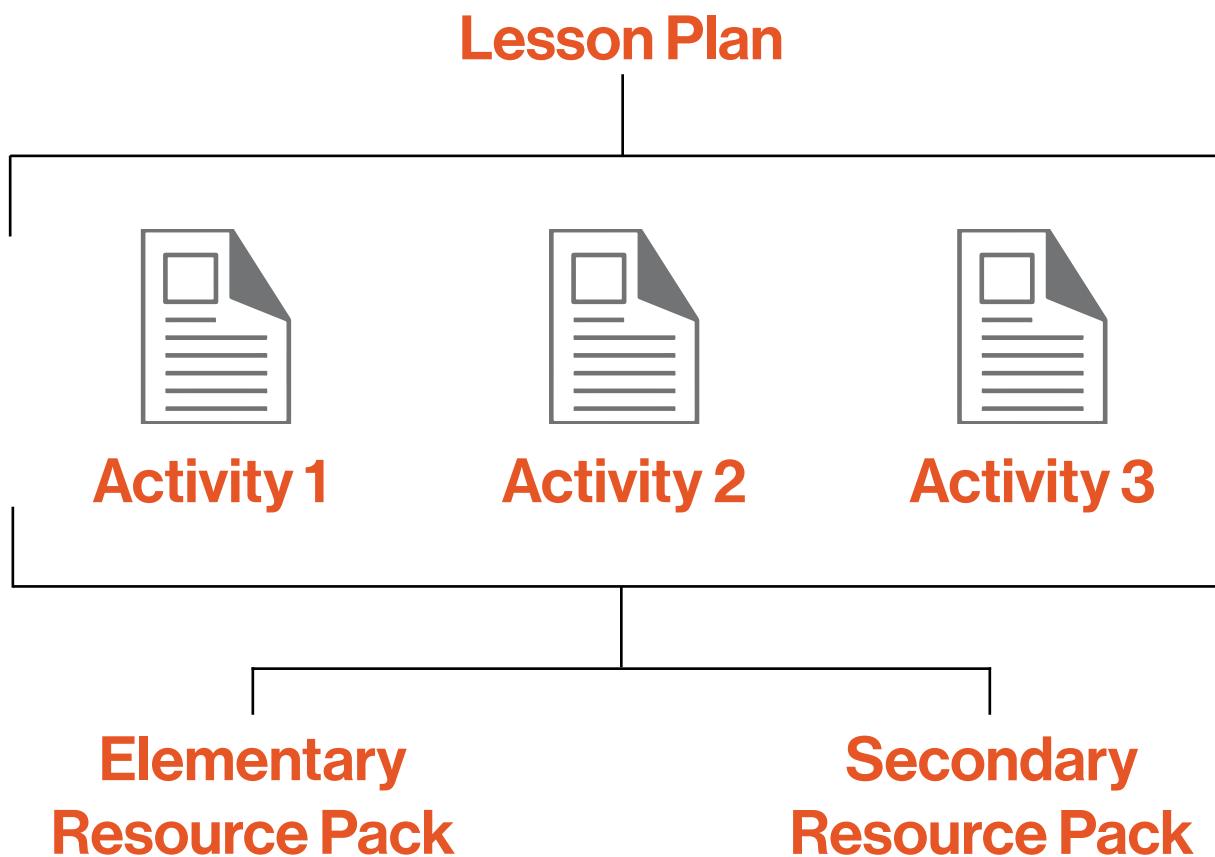 Lesson Plan
Activity 1
Activity 2
Activity 3
Elementary
Resource Pack
Secondary
Resource Pack